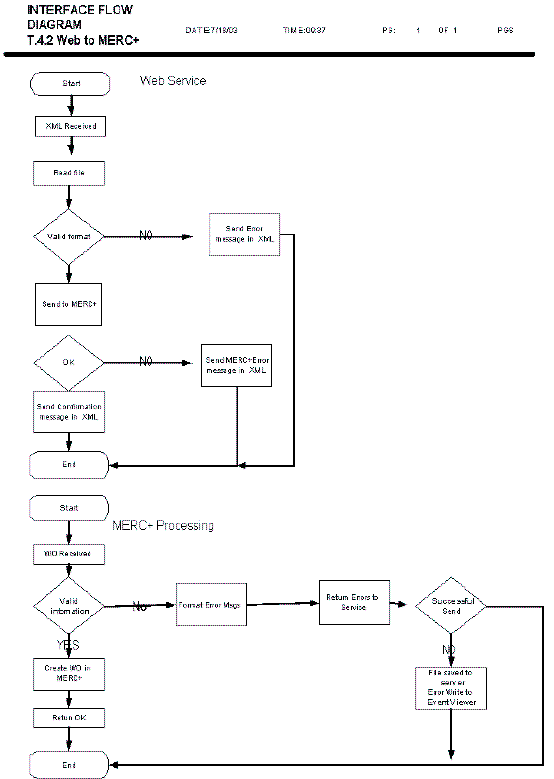 INTERFACE FLOW
DIAGRAM
T.4.2 Web to MERC+
DATE:7/18/03 TIME:09:37 PG: 1 OF 1 PGS
Web Service
Start
XML Received
Read file
Valid format
NO
Send Error
message in XML
Send to MERC+
OK
NO
Send MERC+Error
message in XML
Send Confirmation
message in XML
End
Start
MERC+ Processing
W/O Received
Valid
infomation
NO
Format Error Msgs
Return Errors to
Service
Successful
Send
YES
NO
Create W/O in
MERC+
File saved to
server
Error Write to
Event Viewer
Return OK
End